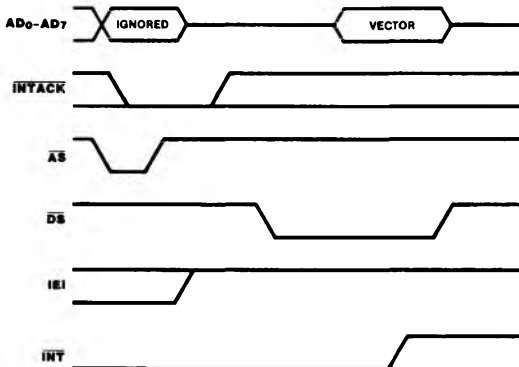 AD₀-AD₇ IGNORED VECTOR
INTACK
AS
DS
IEI
INT